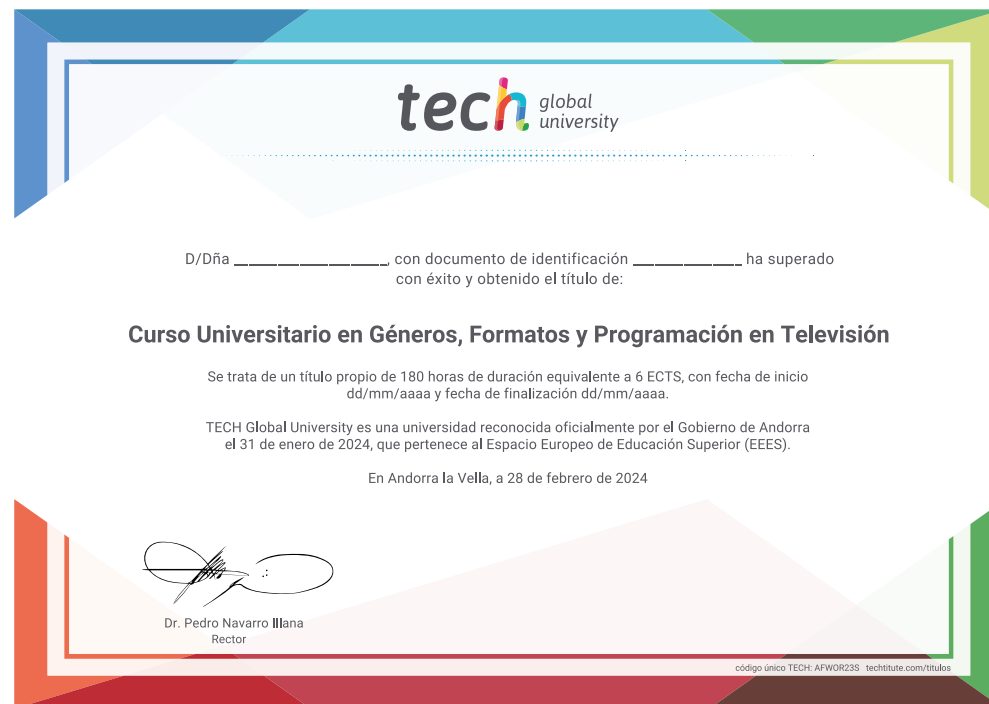 tech global university
D/Dña ______________, con documento de identificación __________ ha superado
con éxito y obtenido el título de:
Curso Universitario en Géneros, Formatos y Programación en Televisión
Se trata de un título propio de 180 horas de duración equivalente a 6 ECTS, con fecha de inicio
dd/mm/aaaa y fecha de finalización dd/mm/aaaa.
TECH Global University es una universidad reconocida oficialmente por el Gobierno de Andorra
el 31 de enero de 2024, que pertenece al Espacio Europeo de Educación Superior (EEES).
En Andorra la Vella, a 28 de febrero de 2024
Dr. Pedro Navarro Illana
Rector
código único TECH: AFWOR23S techtitute.com/titulos